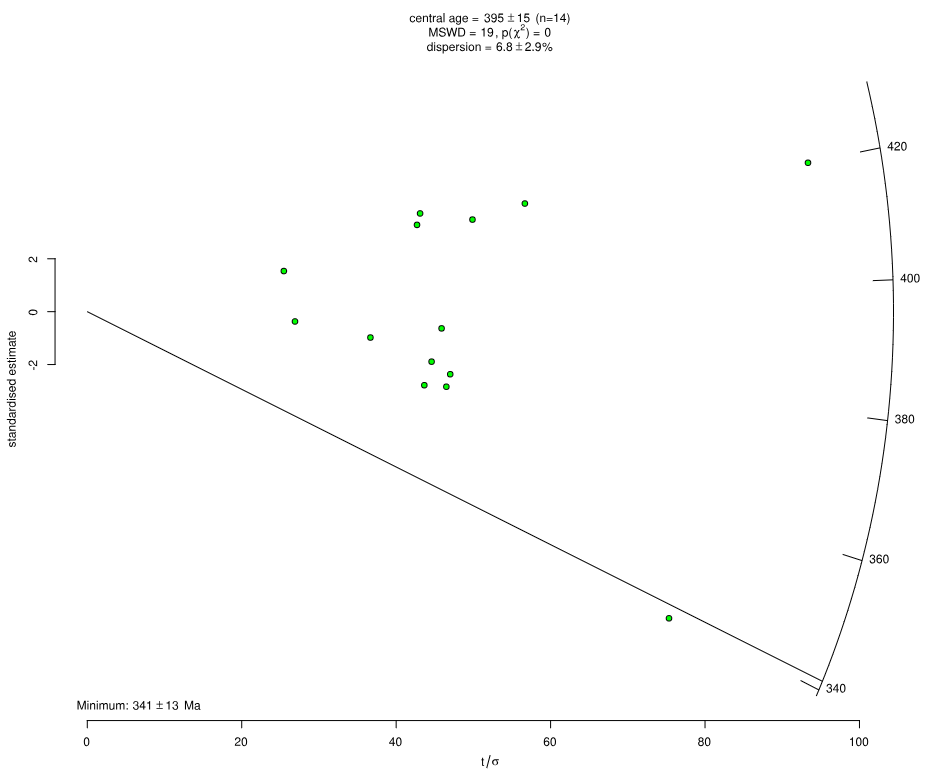 central age = 395 ± 15 (n=14)
MSWD = 19, p(χ²) = 0
dispersion = 6.8 ± 2.9%
420
400
380
360
340
2
0
-2
standardised estimate
Minimum: 341 ± 13 Ma
0 20 40 60 80 100
t/σ